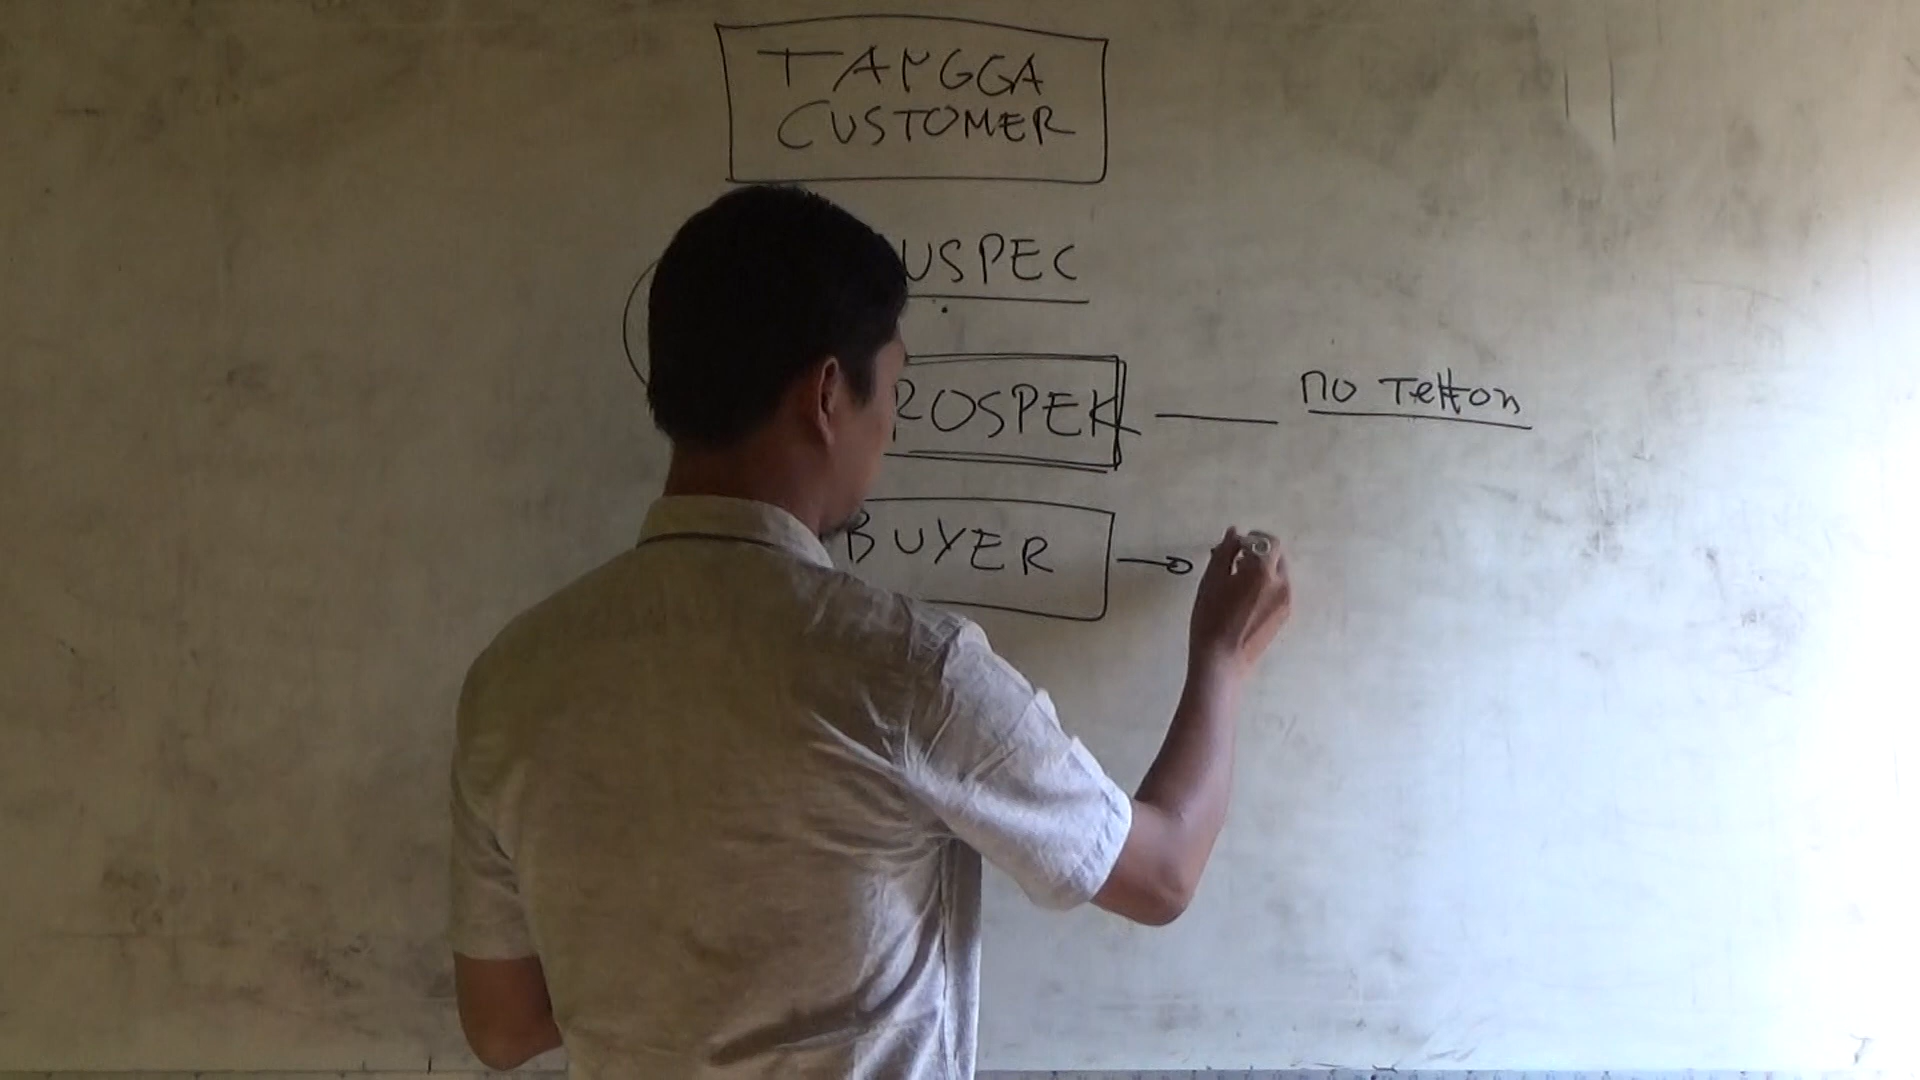 TANGGA
CUSTOMER
USPEC
ROSPEK
no Telfon
BUYER